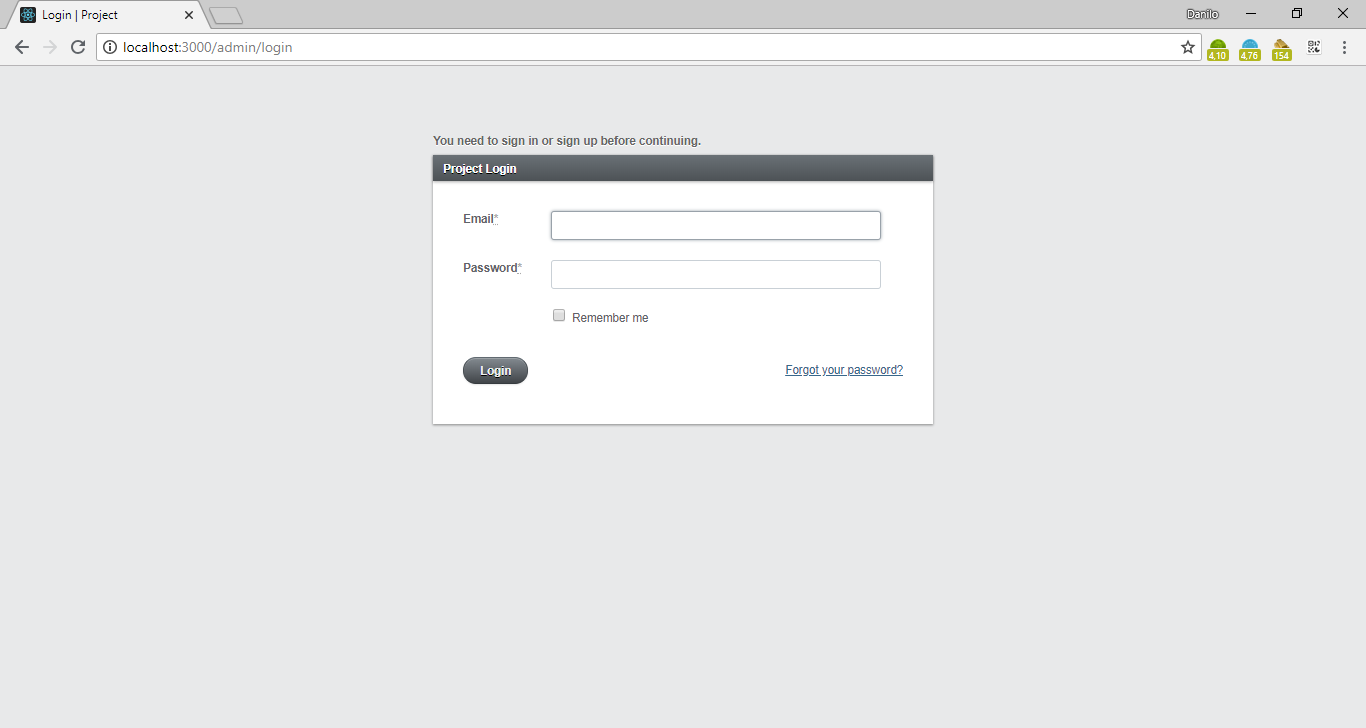 Login | Project
Danilo
localhost:3000/admin/login
4,10
4,76
154
You need to sign in or sign up before continuing.
Project Login
Email*
Password*
Remember me
Login
Forgot your password?